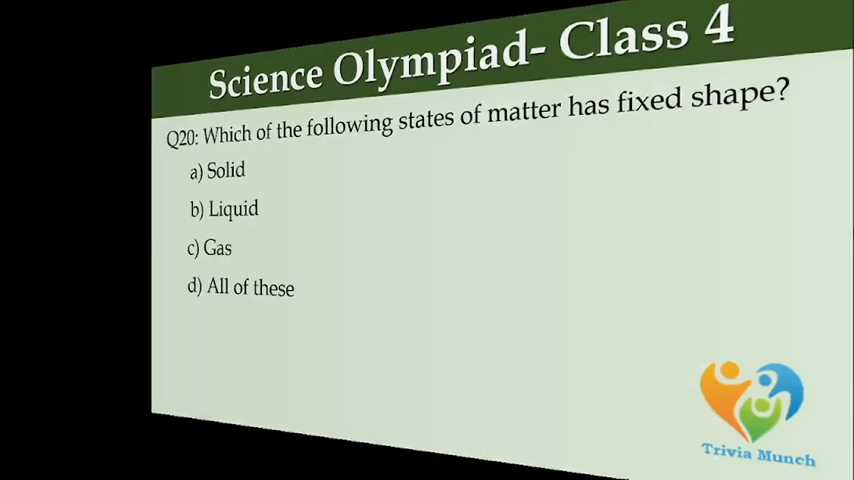 Science Olympiad- Class 4
Q20: Which of the following states of matter has fixed shape?
a) Solid
b) Liquid
c) Gas
d) All of these
Trivia Munch